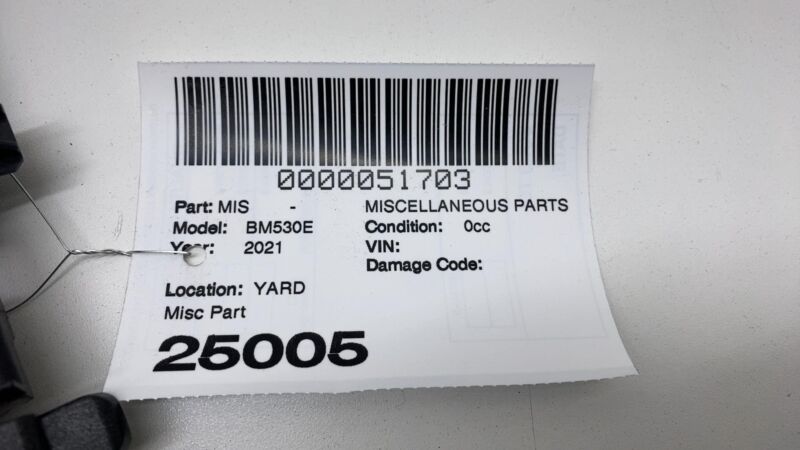 0000051703
Part: MIS - MISCELLANEOUS PARTS
Model: BM530E Condition: 0cc
Year: 2021 VIN:
Damage Code:
Location: YARD
Misc Part
25005